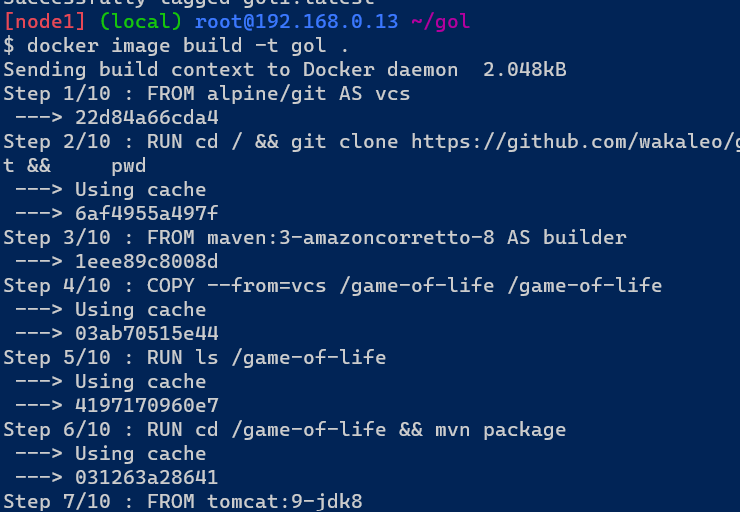 Successfully tagged gol1:latest
[node1] (local) root@192.168.0.13 ~/gol
$ docker image build -t gol .
Sending build context to Docker daemon  2.048kB
Step 1/10 : FROM alpine/git AS vcs
 ---> 22d84a66cda4
Step 2/10 : RUN cd / && git clone https://github.com/wakaleo/g
t &&     pwd
 ---> Using cache
 ---> 6af4955a497f
Step 3/10 : FROM maven:3-amazoncorretto-8 AS builder
 ---> 1eee89c8008d
Step 4/10 : COPY --from=vcs /game-of-life /game-of-life
 ---> Using cache
 ---> 03ab70515e44
Step 5/10 : RUN ls /game-of-life
 ---> Using cache
 ---> 4197170960e7
Step 6/10 : RUN cd /game-of-life && mvn package
 ---> Using cache
 ---> 031263a28641
Step 7/10 : FROM tomcat:9-jdk8